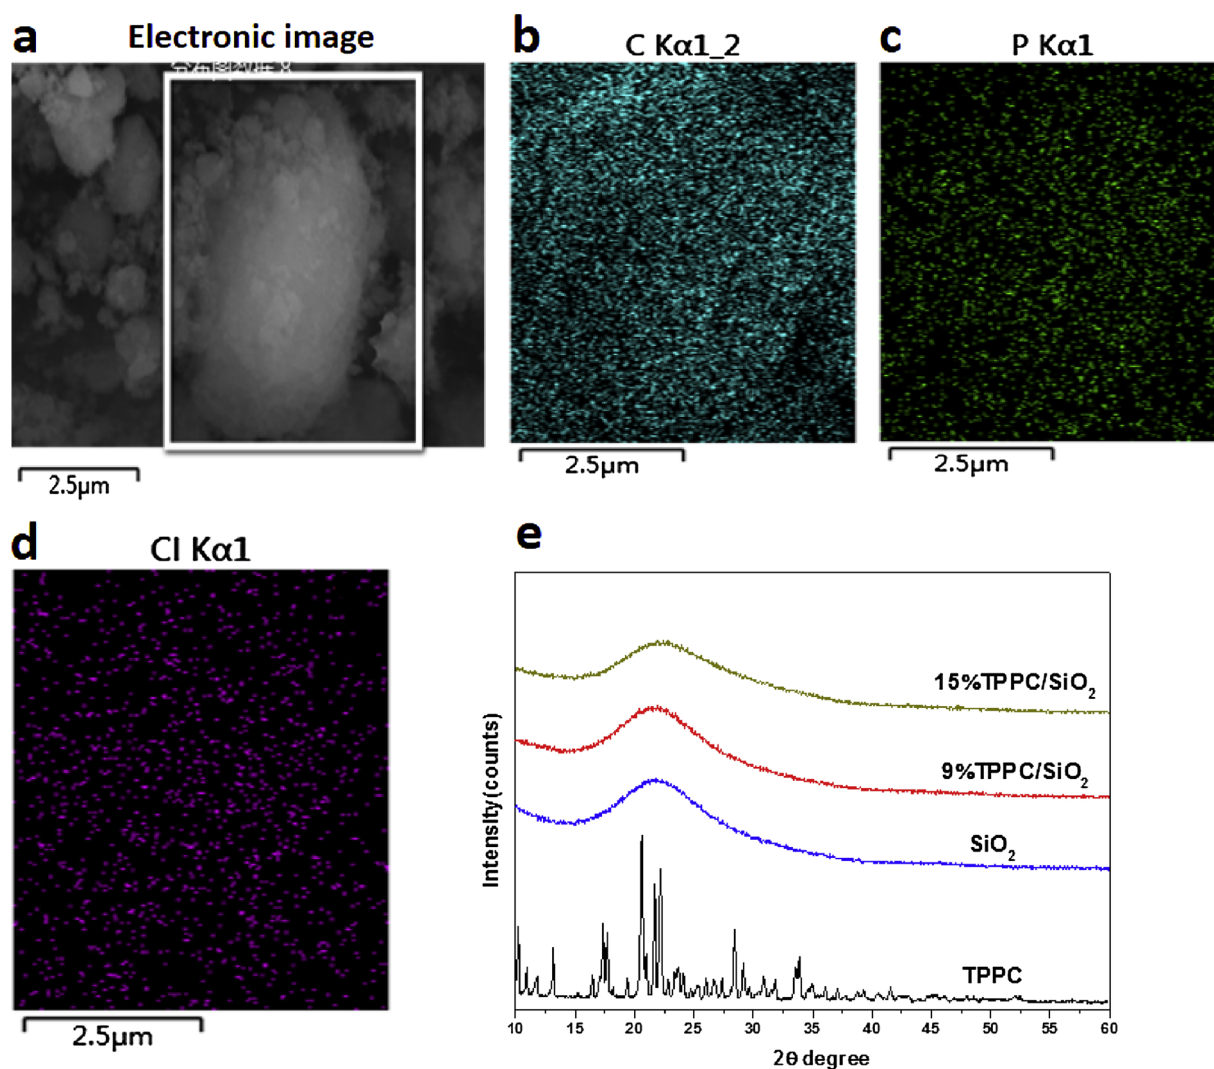 a
Electronic image
2.5μm
b
C Kα1_2
2.5μm
c
P Kα1
2.5μm
d
Cl Kα1
2.5μm
e
Intensity(counts)
15%TPPC/SiO₂
9%TPPC/SiO₂
SiO₂
TPPC
10 15 20 25 30 35 40 45 50 55 60
2θ degree